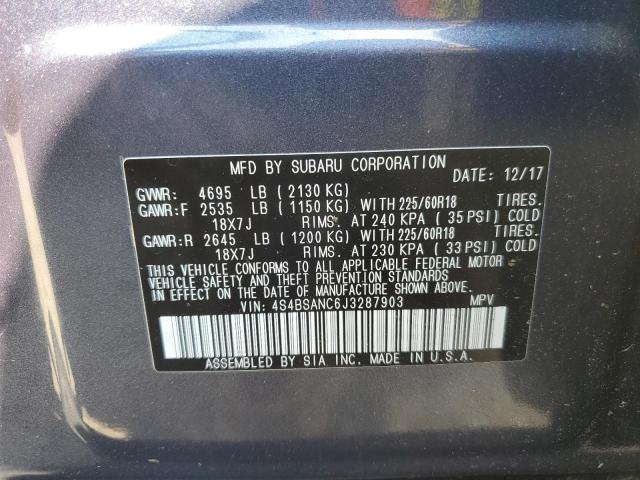 MFD BY SUBARU CORPORATION
DATE: 12/17
GVWR: 4695 LB (2130 KG)
GAWR:F 2535 LB (1150 KG) WITH 225/60R18 TIRES.
18X7J RIMS. AT 240 KPA (35 PSI) COLD
GAWR:R 2645 LB (1200 KG) WITH 225/60R18 TIRES.
18X7J RIMS. AT 230 KPA (33 PSI) COLD
THIS VEHICLE CONFORMS TO ALL APPLICABLE FEDERAL MOTOR
VEHICLE SAFETY AND BUMPER STANDARDS
AND THEFT PREVENTION STANDARDS
IN EFFECT ON THE DATE OF MANUFACTURE SHOWN ABOVE.
VIN: 4S4BSANC6J3287903 MPV
ASSEMBLED BY SIA INC. MADE IN U.S.A.